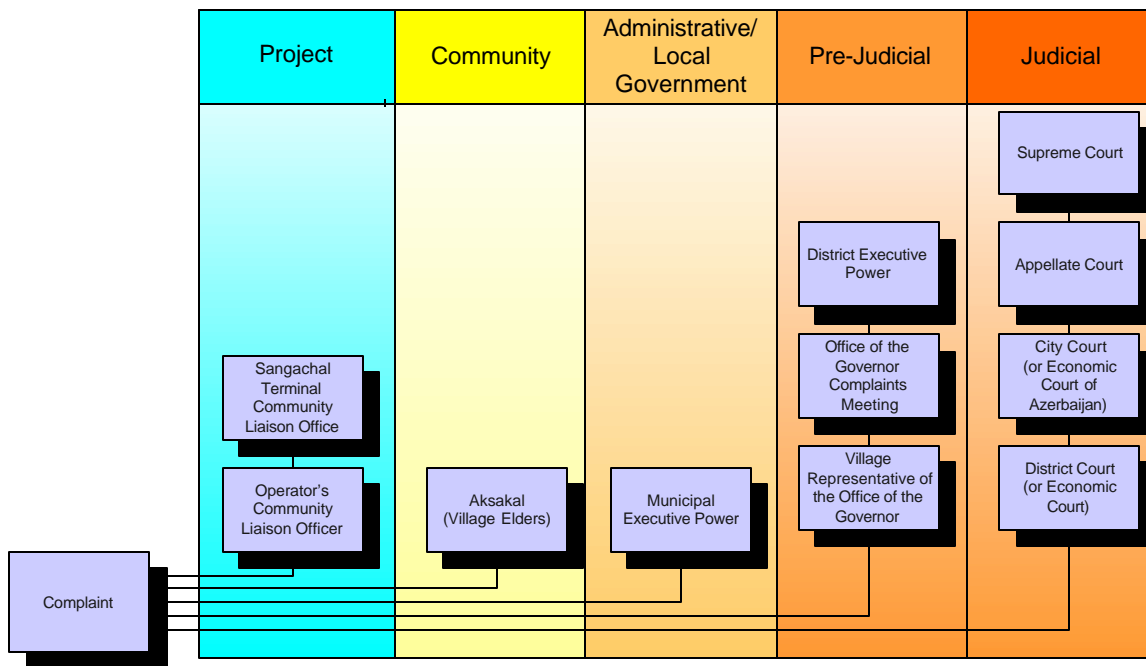 Project
Community
Administrative/
Local
Government
Pre-Judicial
Judicial
Supreme Court
District Executive
Power
Appellate Court
Sangachal
Terminal
Community
Liaison Office
Office of the
Governor
Complaints
Meeting
City Court
(or Economic
Court of
Azerbaijan)
Operator's
Community
Liaison Officer
Aksakal
(Village Elders)
Municipal
Executive Power
Village
Representative of
the Office of the
Governor
District Court
(or Economic
Court)
Complaint